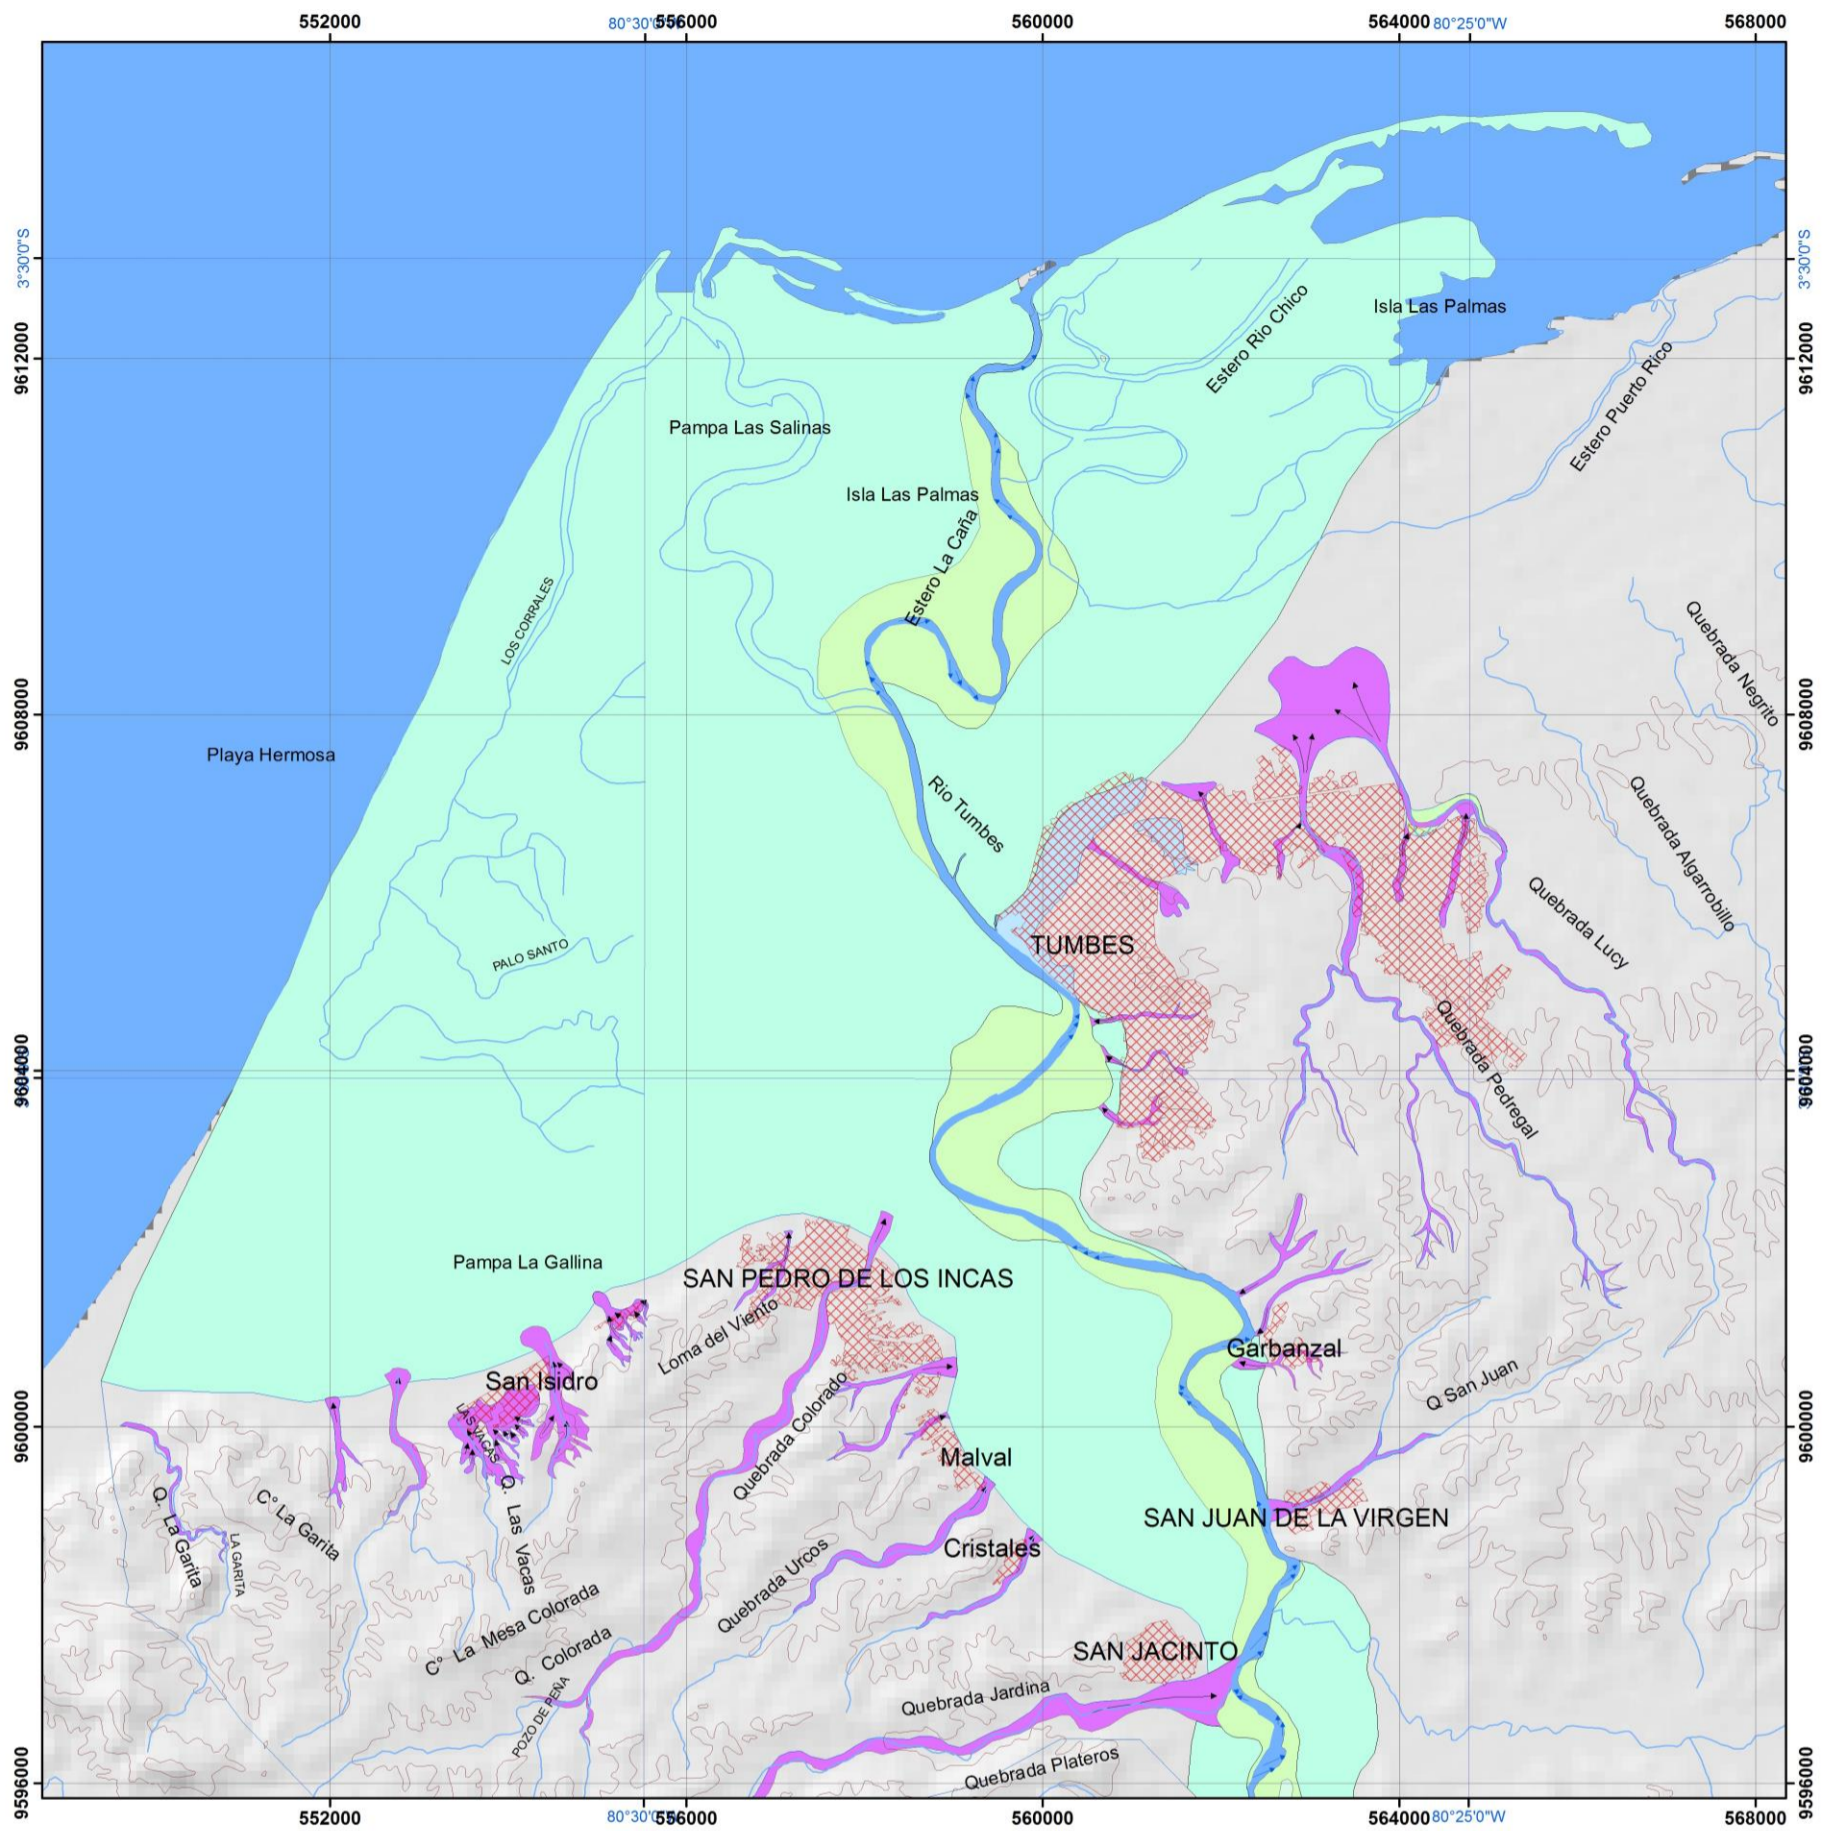 552000
80°30'0"W
556000
560000
564000
80°25'0"W
568000
3°30'0"S
3°30'0"S
Isla Las Palmas
Estero Rio Chico
9612000
9612000
Estero Puerto Rico
Pampa Las Salinas
Isla Las Palmas
Estero La Caña
LOS CORRALES
Quebrada Negrito
9608000
9608000
Playa Hermosa
Rio Tumbes
Quebrada Algarrobillo
Quebrada Lucy
TUMBES
PALO SANTO
Quebrada Pedregal
9604000
9604000
Pampa La Gallina
SAN PEDRO DE LOS INCAS
Loma del Viento
Garbanzal
San Isidro
Q San Juan
LAS VACAS
Quebrada Colorado
9600000
9600000
Malval
Q. La Garita
C° La Garita
Q. Las Vacas
SAN JUAN DE LA VIRGEN
LA GARITA
Cristales
Quebrada Urcos
C° La Mesa Colorada
Q. Colorada
SAN JACINTO
POZO DE PEÑA
Quebrada Jardina
Quebrada Plateros
9596000
9596000
552000
80°30'0"W
556000
560000
564000
80°25'0"W
568000